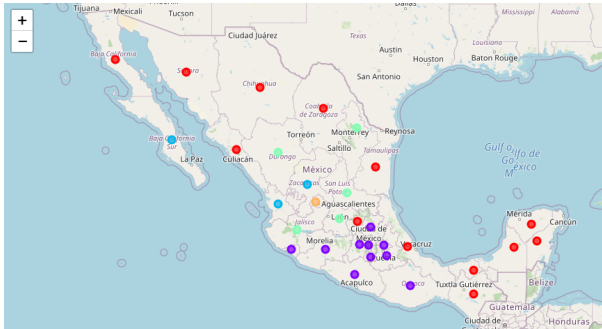 +
−
Tijuana
Mexicali
Tucson
Dallas
Mississippi
Alabama
Ciudad Juárez
Texas
Louisiana
Austin
Baton Rouge
Houston
San Antonio
Baja California
Sonora
Chihuahua
Coahuila
de Zaragoza
Torreón
Monterrey
Reynosa
Saltillo
Tamaulipas
Baja California
Sur
La Paz
Culiacán
Durango
México
Zacatecas
San Luis
Potosí
Aguascalientes
León
Jalisco
Ciudad de
México
Morelia
Puebla
Veracruz
Mérida
Cancún
Acapulco
Oaxaca
Tuxtla Gutiérrez
Belize
Guatemala
Ciudad de
Honduras